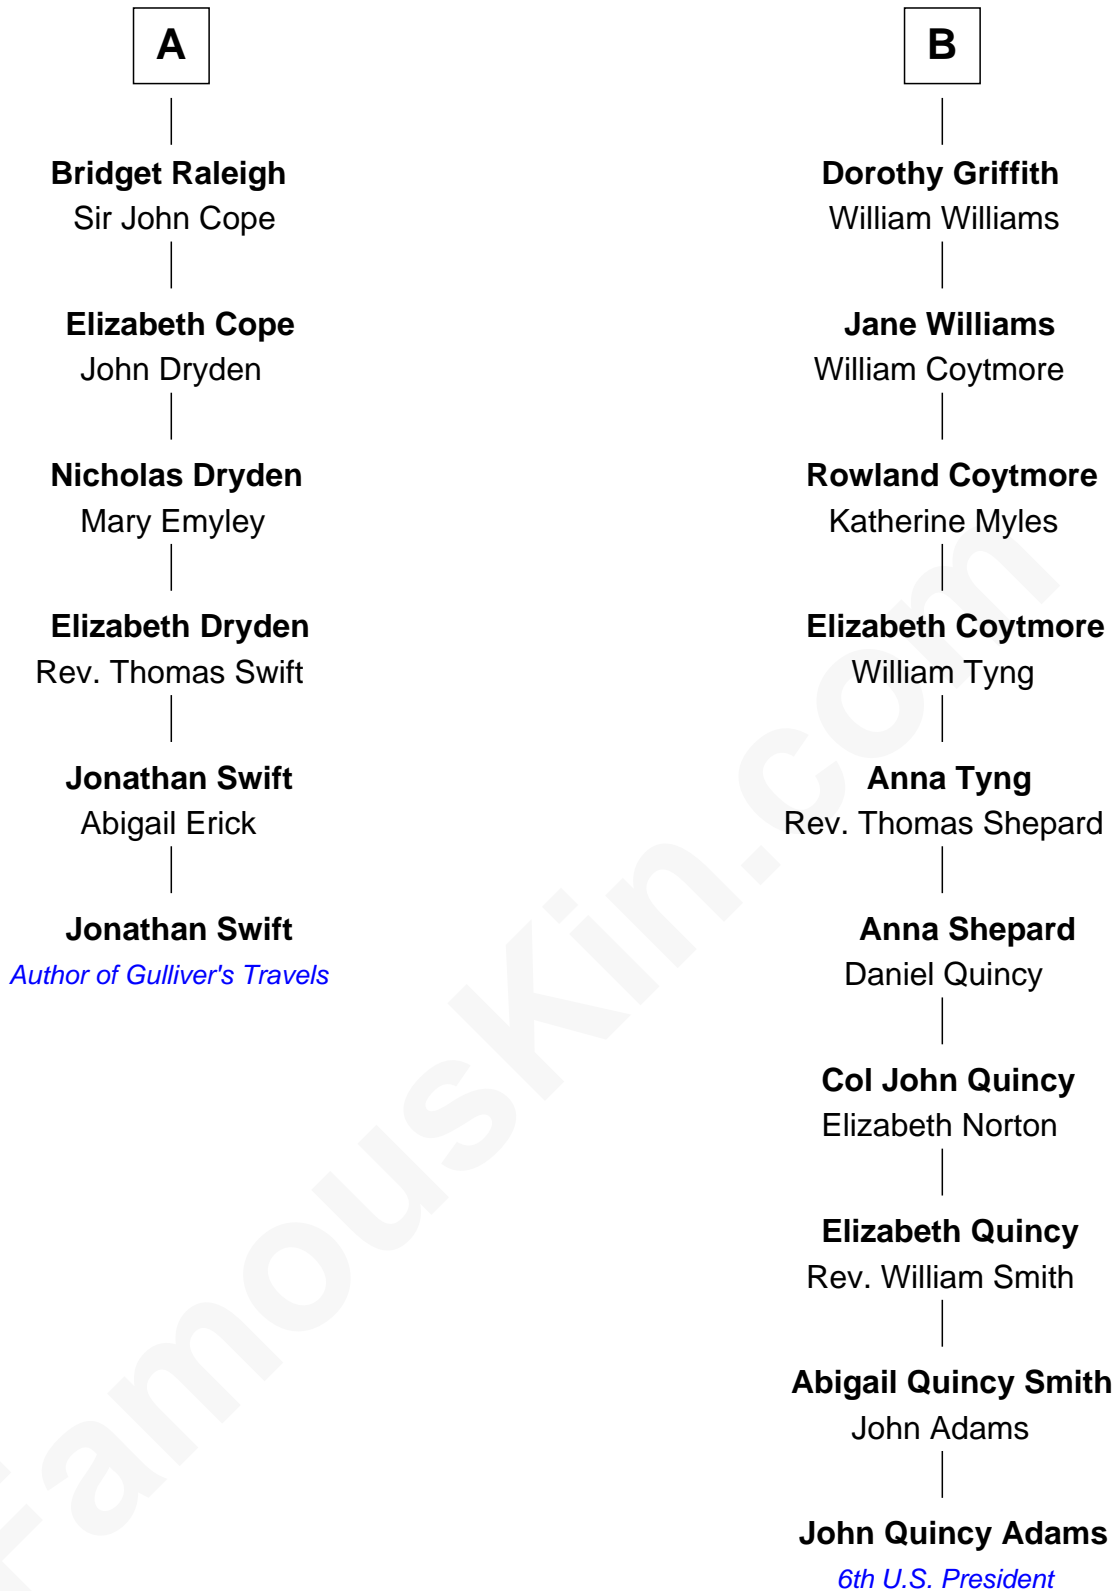 A
Bridget Raleigh
Sir John Cope
Elizabeth Cope
John Dryden
Nicholas Dryden
Mary Emyley
Elizabeth Dryden
Rev. Thomas Swift
Jonathan Swift
Abigail Erick
Jonathan Swift
Author of Gulliver's Travels
B
Dorothy Griffith
William Williams
Jane Williams
William Coytmore
Rowland Coytmore
Katherine Myles
Elizabeth Coytmore
William Tyng
Anna Tyng
Rev. Thomas Shepard
Anna Shepard
Daniel Quincy
Col John Quincy
Elizabeth Norton
Elizabeth Quincy
Rev. William Smith
Abigail Quincy Smith
John Adams
John Quincy Adams
6th U.S. President
FamousKin.com